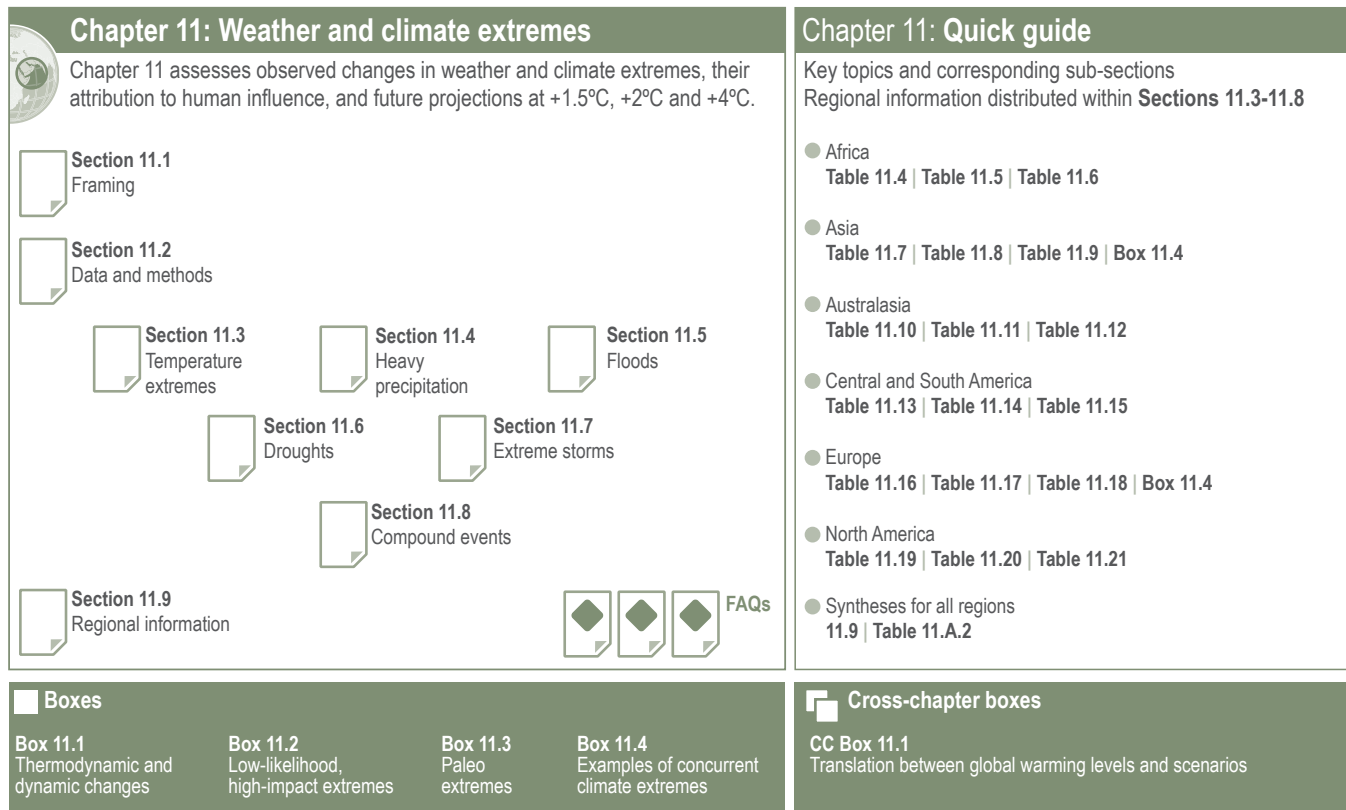 Chapter 11: Weather and climate extremes
Chapter 11 assesses observed changes in weather and climate extremes, their
attribution to human influence, and future projections at +1.5ºC, +2ºC and +4ºC.
Section 11.1
Framing
Section 11.2
Data and methods
Section 11.3
Temperature
extremes
Section 11.4
Heavy
precipitation
Section 11.5
Floods
Section 11.6
Droughts
Section 11.7
Extreme storms
Section 11.8
Compound events
Section 11.9
Regional information
FAQs
Chapter 11: Quick guide
Key topics and corresponding sub-sections
Regional information distributed within Sections 11.3-11.8
Africa
Table 11.4 | Table 11.5 | Table 11.6
Asia
Table 11.7 | Table 11.8 | Table 11.9 | Box 11.4
Australasia
Table 11.10 | Table 11.11 | Table 11.12
Central and South America
Table 11.13 | Table 11.14 | Table 11.15
Europe
Table 11.16 | Table 11.17 | Table 11.18 | Box 11.4
North America
Table 11.19 | Table 11.20 | Table 11.21
Syntheses for all regions
11.9 | Table 11.A.2
Boxes
Box 11.1
Thermodynamic and
dynamic changes
Box 11.2
Low-likelihood,
high-impact extremes
Box 11.3
Paleo
extremes
Box 11.4
Examples of concurrent
climate extremes
Cross-chapter boxes
CC Box 11.1
Translation between global warming levels and scenarios